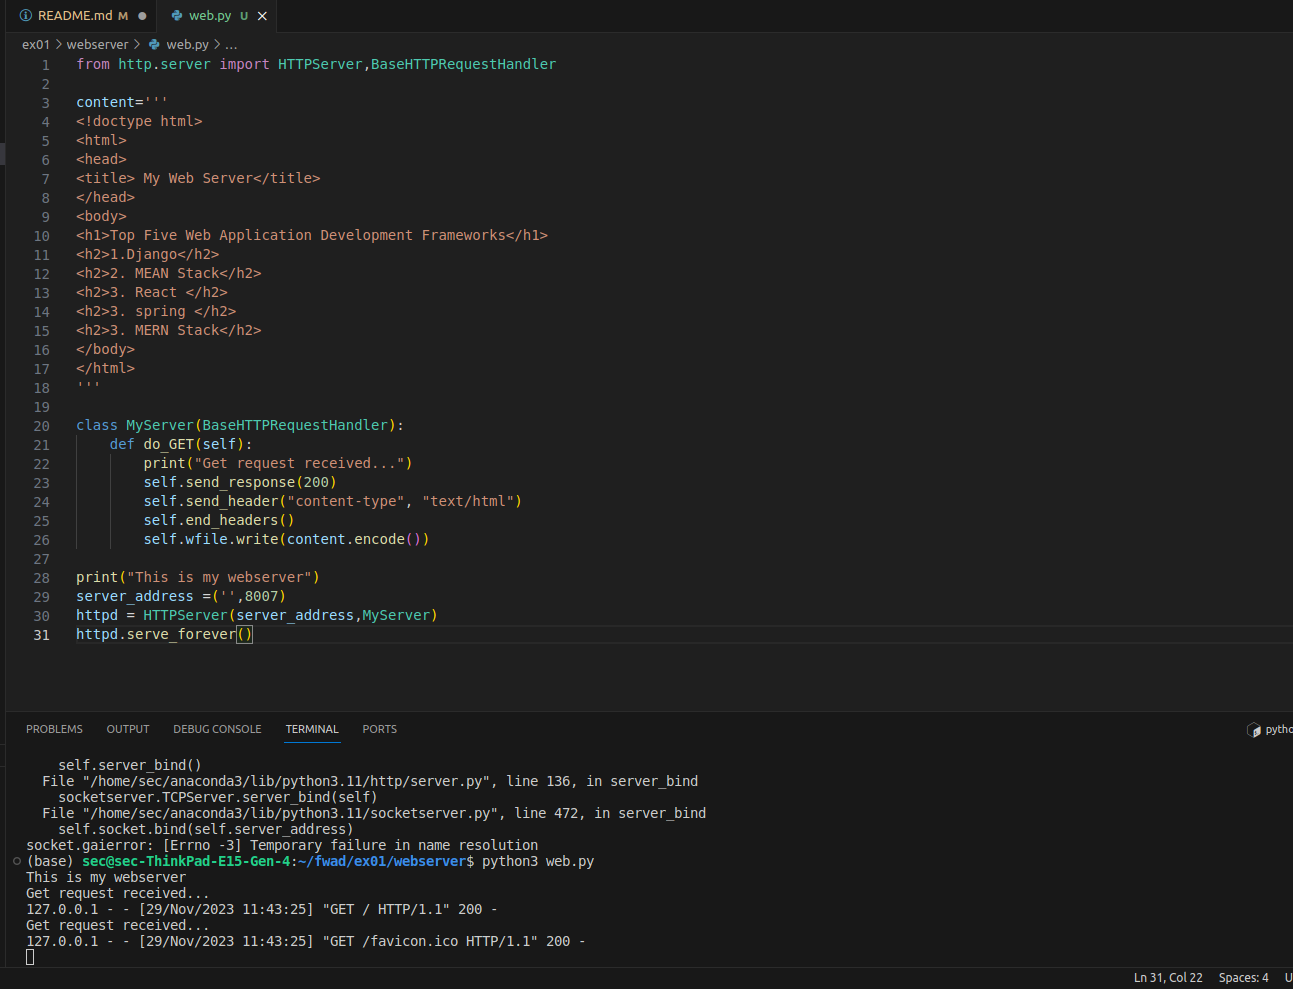 README.md M
web.py U
ex01 > webserver > web.py > ...
1 from http.server import HTTPServer,BaseHTTPRequestHandler
2
3 content='''
4 <!doctype html>
5 <html>
6 <head>
7 <title> My Web Server</title>
8 </head>
9 <body>
10 <h1>Top Five Web Application Development Frameworks</h1>
11 <h2>1.Django</h2>
12 <h2>2. MEAN Stack</h2>
13 <h2>3. React </h2>
14 <h2>3. spring </h2>
15 <h2>3. MERN Stack</h2>
16 </body>
17 </html>
18 '''
19
20 class MyServer(BaseHTTPRequestHandler):
21     def do_GET(self):
22         print("Get request received...")
23         self.send_response(200)
24         self.send_header("content-type", "text/html")
25         self.end_headers()
26         self.wfile.write(content.encode())
27
28 print("This is my webserver")
29 server_address =('',8007)
30 httpd = HTTPServer(server_address,MyServer)
31 httpd.serve_forever()
PROBLEMS OUTPUT DEBUG CONSOLE TERMINAL PORTS
pytho
    self.server_bind()
  File "/home/sec/anaconda3/lib/python3.11/http/server.py", line 136, in server_bind
    socketserver.TCPServer.server_bind(self)
  File "/home/sec/anaconda3/lib/python3.11/socketserver.py", line 472, in server_bind
    self.socket.bind(self.server_address)
socket.gaierror: [Errno -3] Temporary failure in name resolution
(base) sec@sec-ThinkPad-E15-Gen-4:~/fwad/ex01/webserver$ python3 web.py
This is my webserver
Get request received...
127.0.0.1 - - [29/Nov/2023 11:43:25] "GET / HTTP/1.1" 200 -
Get request received...
127.0.0.1 - - [29/Nov/2023 11:43:25] "GET /favicon.ico HTTP/1.1" 200 -
Ln 31, Col 22 Spaces: 4 U